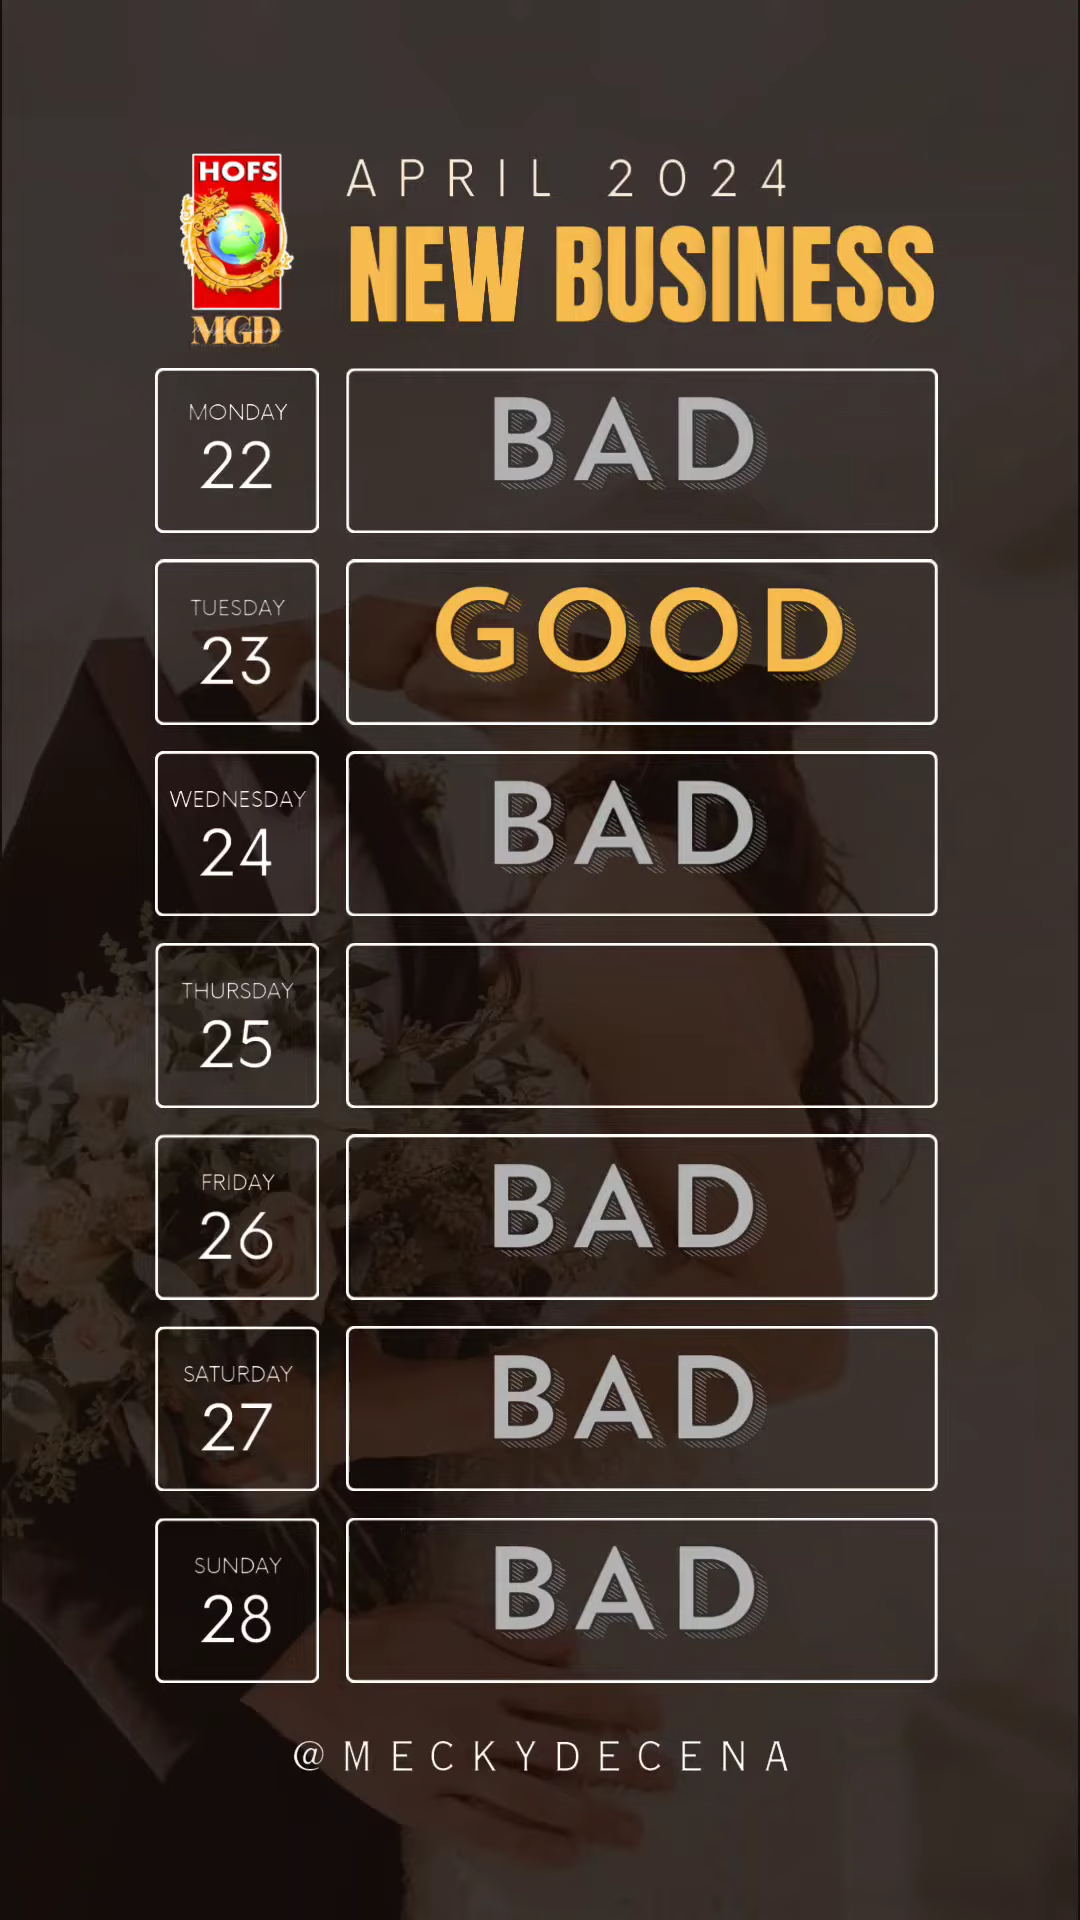 HOFS
MGD
APRIL 2024
NEW BUSINESS
MONDAY
22
BAD
TUESDAY
23
GOOD
WEDNESDAY
24
BAD
THURSDAY
25
FRIDAY
26
BAD
SATURDAY
27
BAD
SUNDAY
28
BAD
@MECKYDECENA